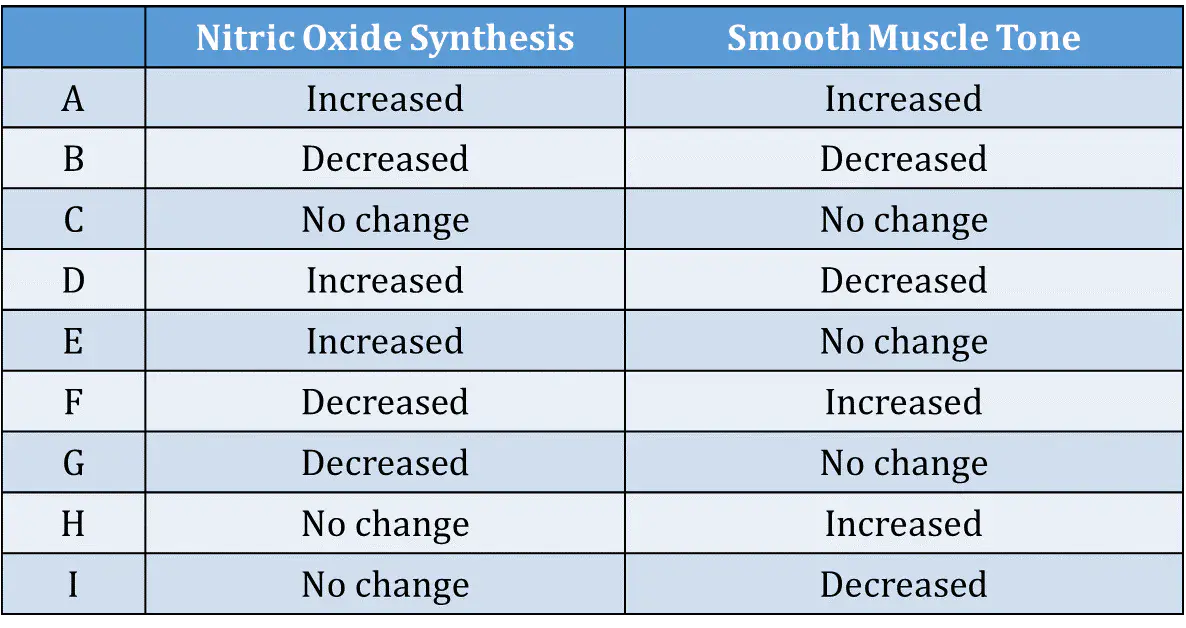 Nitric Oxide Synthesis Smooth Muscle Tone
A Increased Increased
B Decreased Decreased
C No change No change
D Increased Decreased
E Increased No change
F Decreased Increased
G Decreased No change
H No change Increased
I No change Decreased